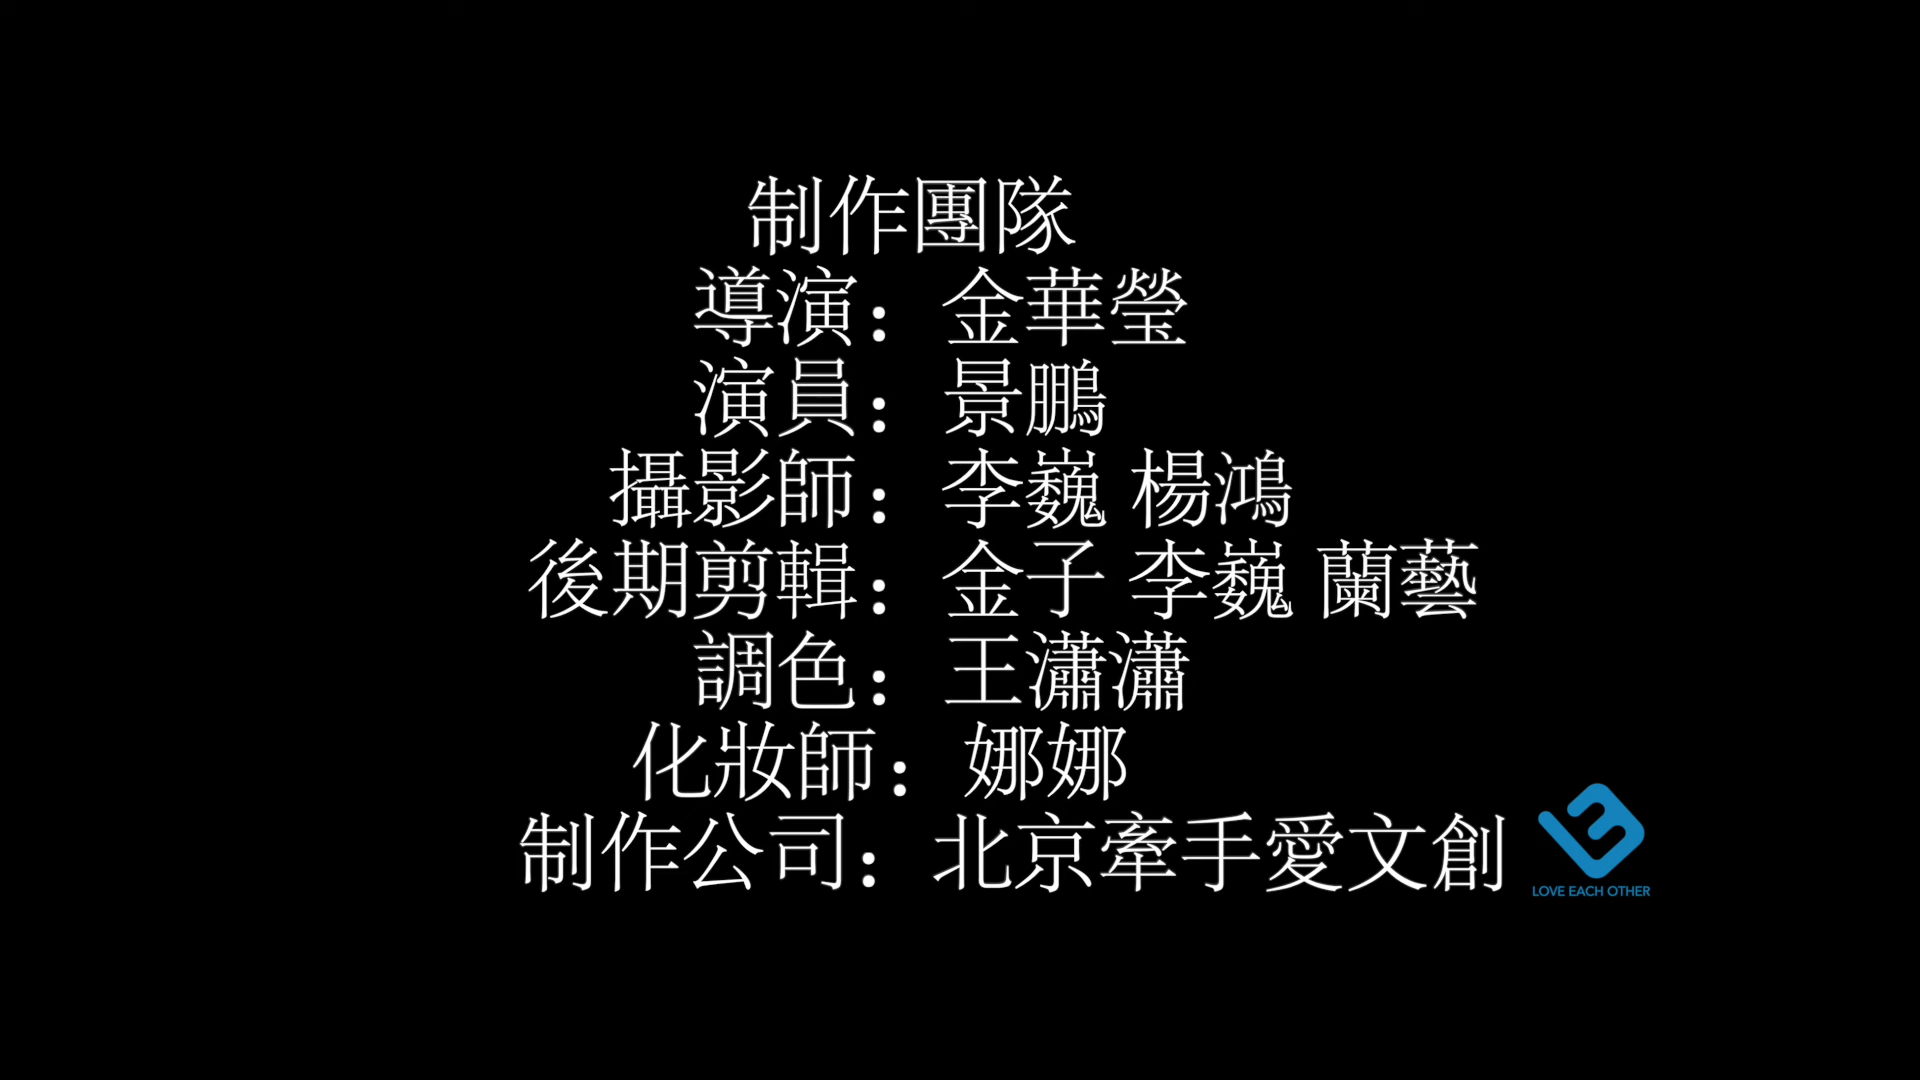 制作團隊
導演：金華瑩
演員：景鵬
攝影師：李巍 楊鴻
後期剪輯：金子 李巍 蘭藝
調色：王瀟瀟
化妝師：娜娜
制作公司：北京牽手愛文創
LOVE EACH OTHER